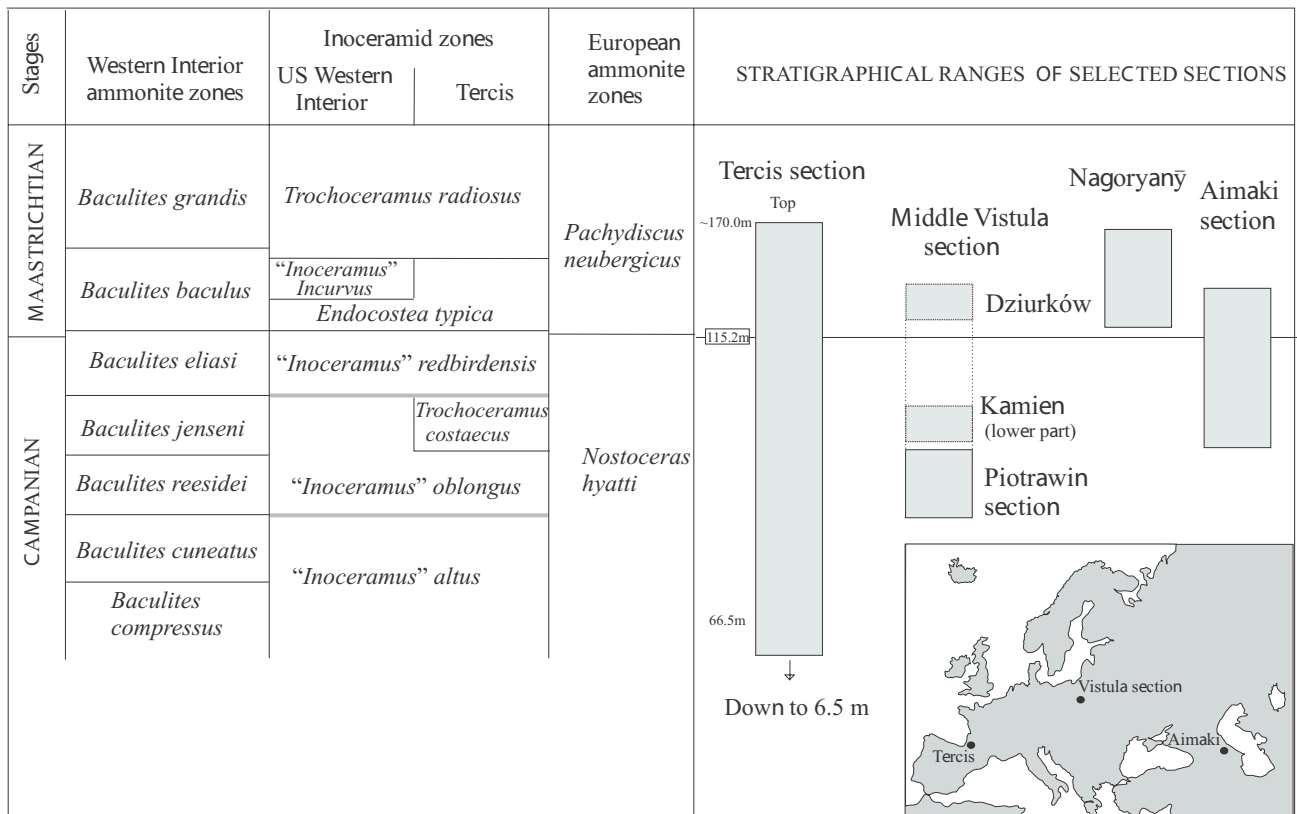 Stages
Western Interior
ammonite zones
Inoceramid zones
US Western
Interior
Tercis
European
ammonite
zones
STRATIGRAPHICAL RANGES OF SELECTED SECTIONS
MAASTRICHTIAN
CAMPANIAN
Baculites grandis
Baculites baculus
Baculites eliasi
Baculites jenseni
Baculites reesidei
Baculites cuneatus
Baculites
compressus
Trochoceramus radiosus
“Inoceramus”
Incurvus
Endocostea typica
“Inoceramus” redbirdensis
Trochoceramus
costaecus
“Inoceramus” oblongus
“Inoceramus” altus
Pachydiscus
neubergicus
Nostoceras
hyatti
Tercis section
Top
~170.0m
115.2m
66.5m
Down to 6.5 m
Middle Vistula
section
Dziurków
Kamien
(lower part)
Piotrawin
section
Nagoryanȳ
Aimaki
section
Vistula section
Aimaki
Tercis